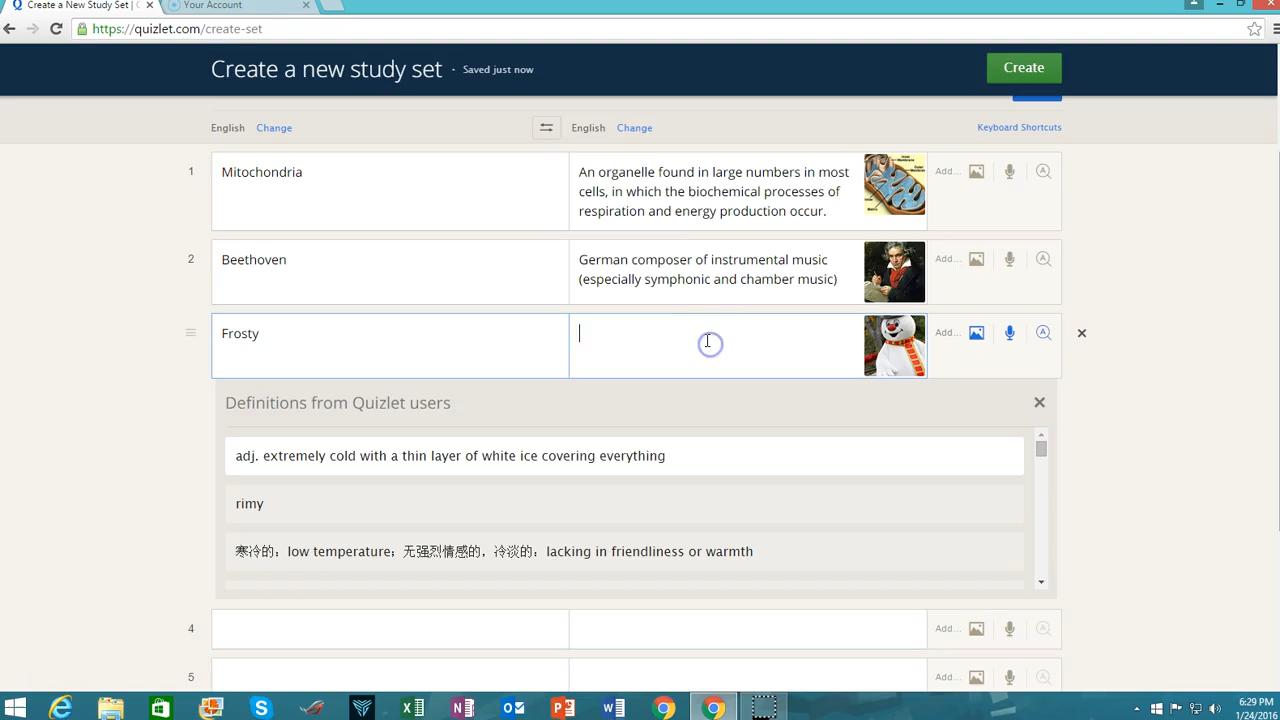 Create a New Study Set |
Your Account
https://quizlet.com/create-set
Create a new study set - Saved just now
Create
English Change
English Change
Keyboard Shortcuts
1 Mitochondria
An organelle found in large numbers in most
cells, in which the biochemical processes of
respiration and energy production occur.
Add...
2 Beethoven
German composer of instrumental music
(especially symphonic and chamber music)
Add...
Frosty
Add...
Definitions from Quizlet users
adj. extremely cold with a thin layer of white ice covering everything
rimy
寒冷的；low temperature；无强烈情感的，冷淡的：lacking in friendliness or warmth
4
Add...
5
Add...
6:29 PM
1/24/2016